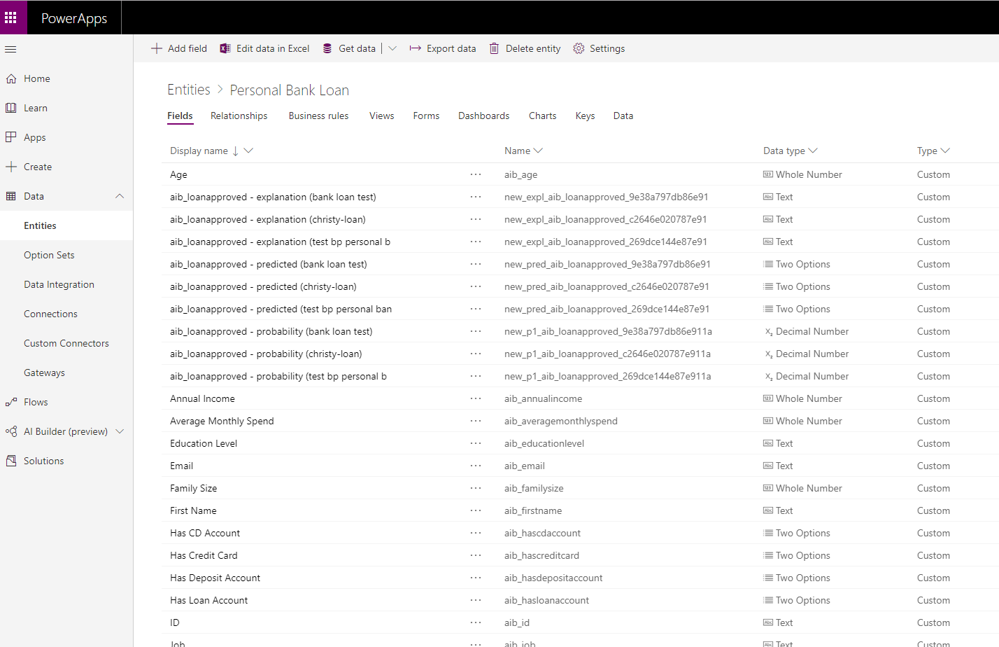 PowerApps
Add field Edit data in Excel Get data Export data Delete entity Settings
Home
Learn
Apps
Create
Data
Entities
Option Sets
Data Integration
Connections
Custom Connectors
Gateways
Flows
AI Builder (preview)
Solutions
Entities > Personal Bank Loan
Fields Relationships Business rules Views Forms Dashboards Charts Keys Data
Display name Name Data type Type
Age ··· aib_age Whole Number Custom
aib_loanapproved - explanation (bank loan test) ··· new_expl_aib_loanapproved_9e38a797db86e91 Text Custom
aib_loanapproved - explanation (christy-loan) ··· new_expl_aib_loanapproved_c2646e020787e91 Text Custom
aib_loanapproved - explanation (test bp personal b ··· new_expl_aib_loanapproved_269dce144e87e91 Text Custom
aib_loanapproved - predicted (bank loan test) ··· new_pred_aib_loanapproved_9e38a797db86e91 Two Options Custom
aib_loanapproved - predicted (christy-loan) ··· new_pred_aib_loanapproved_c2646e020787e91 Two Options Custom
aib_loanapproved - predicted (test bp personal ban ··· new_pred_aib_loanapproved_269dce144e87e91 Two Options Custom
aib_loanapproved - probability (bank loan test) ··· new_p1_aib_loanapproved_9e38a797db86e911a Decimal Number Custom
aib_loanapproved - probability (christy-loan) ··· new_p1_aib_loanapproved_c2646e020787e911a Decimal Number Custom
aib_loanapproved - probability (test bp personal b ··· new_p1_aib_loanapproved_269dce144e87e911a Decimal Number Custom
Annual Income ··· aib_annualincome Whole Number Custom
Average Monthly Spend ··· aib_averagemonthlyspend Whole Number Custom
Education Level ··· aib_educationlevel Text Custom
Email ··· aib_email Text Custom
Family Size ··· aib_familysize Whole Number Custom
First Name ··· aib_firstname Text Custom
Has CD Account ··· aib_hascdaccount Two Options Custom
Has Credit Card ··· aib_hascreditcard Two Options Custom
Has Deposit Account ··· aib_hasdepositaccount Two Options Custom
Has Loan Account ··· aib_hasloanaccount Two Options Custom
ID ··· aib_id Text Custom
Job ··· aib_job Text Custom